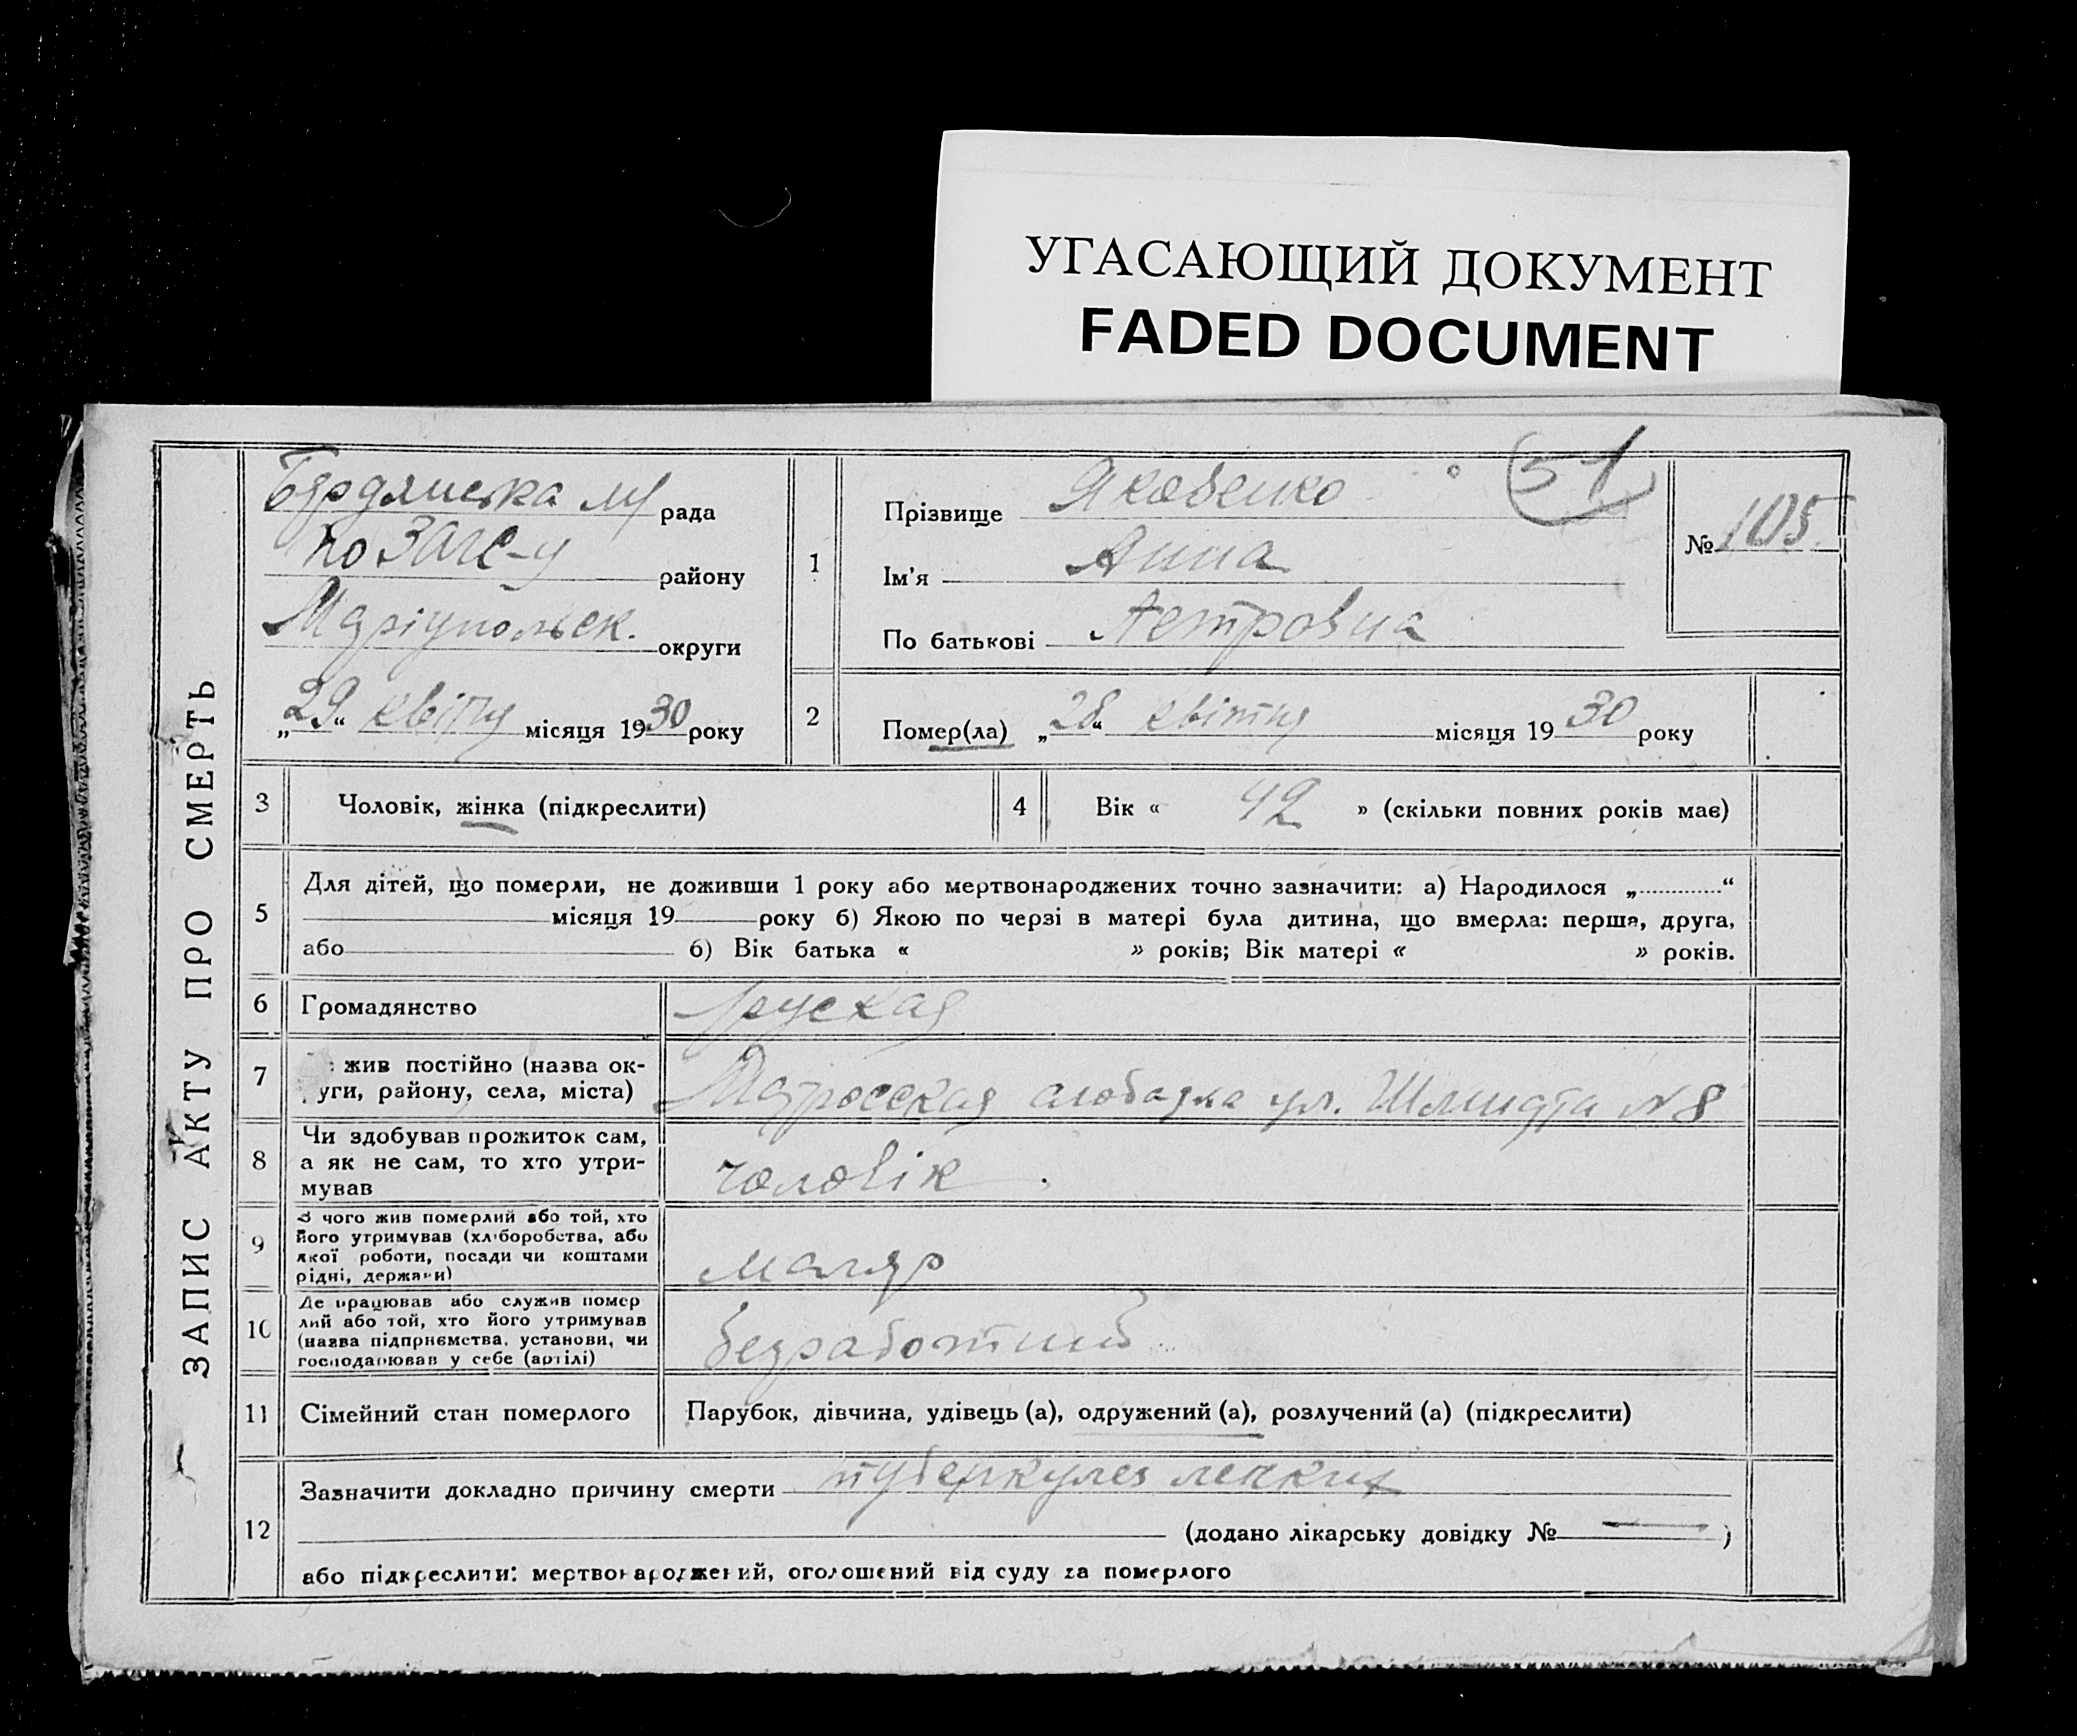 УГАСАЮЩИЙ ДОКУМЕНТ
FADED DOCUMENT
ЗАПИС АКТУ ПРО СМЕРТЬ
Бердянська м/рада
по ЗАГС-у району
Маріупольськ. округи
„29“ квітня місяця 1930 року
51
№ 105
1
Прізвище Яковенко
Ім'я Анна
По батькові Петровна
2
Помер(ла) „28“ квітня місяця 1930 року
3 Чоловік, жінка (підкреслити)
4 Вік « 42 » (скільки повних років має)
5
Для дітей, що померли, не доживши 1 року або мертвонароджених точно зазначити: а) Народилося „ “
місяця 19 року б) Якою по черзі в матері була дитина, що вмерла: перша, друга,
або б) Вік батька « » років; Вік матері « » років.
6 Громадянство руская
7
жив постійно (назва ок-
уги, району, села, міста) Матросская слободка ул. Шмидта №8
8
Чи здобував прожиток сам,
а як не сам, то хто утри-
мував
чоловік.
9
З чого жив померлий або той, хто
його утримував (хліборобства, або
якої роботи, посади чи коштами
рідні, держави)
маляр
10
Де працював або служив помер
лий або той, хто його утримував
(назва підприємства, установи, чи
господарював у себе (артілі)
безработний
11 Сімейний стан померлого Парубок, дівчина, удівець (а), одружений (а), розлучений (а) (підкреслити)
12
Зазначити докладно причину смерти туберкулез легких
(додано лікарську довідку № — )
або підкреслити: мертвонароджений, оголошений від суду за померлого